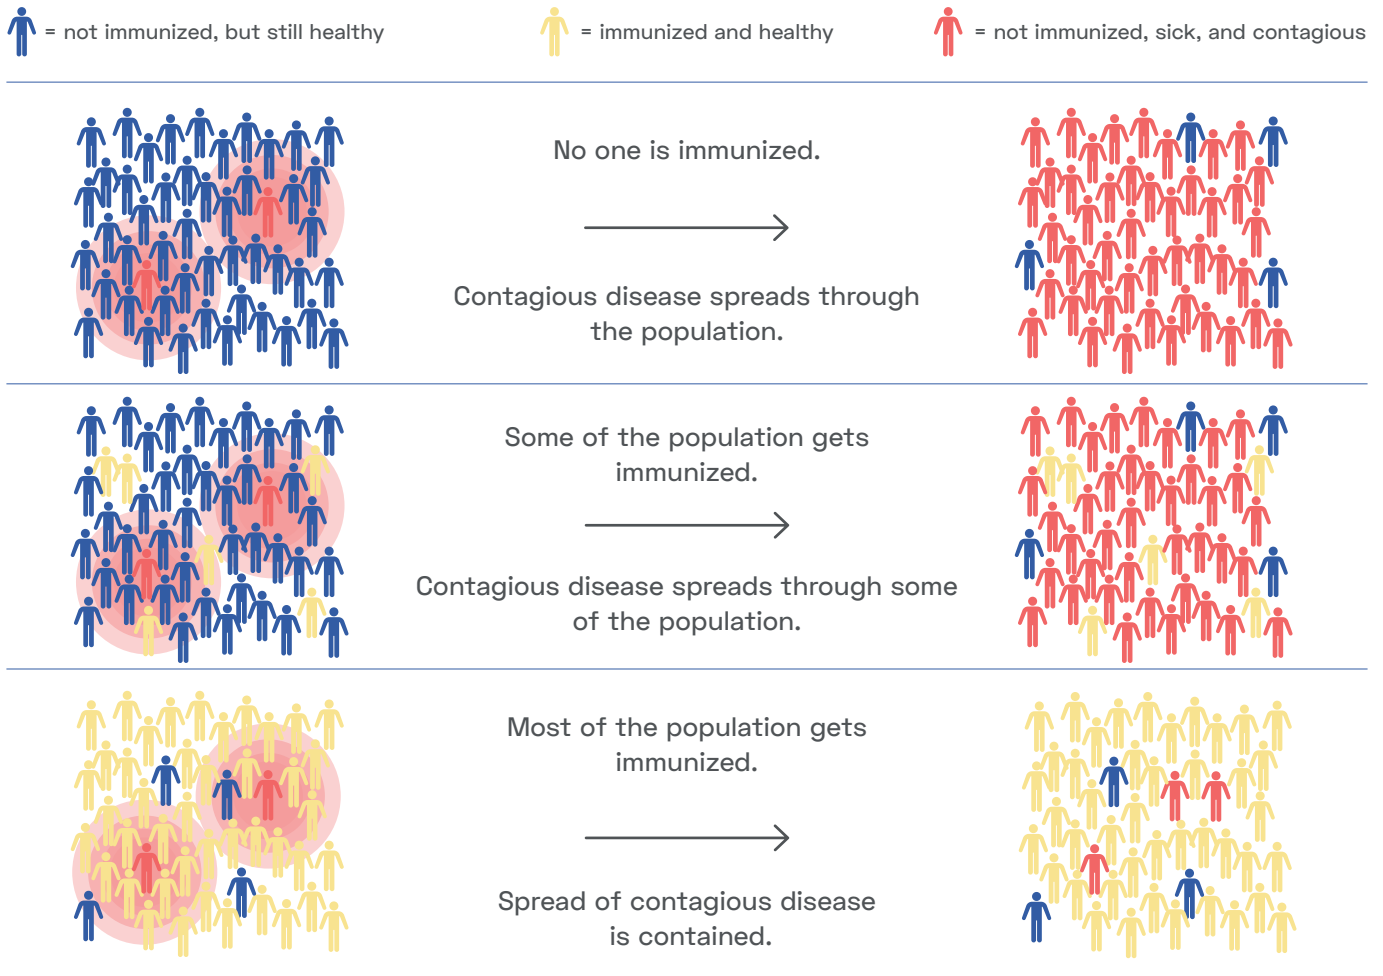 = not immunized, but still healthy
= immunized and healthy
= not immunized, sick, and contagious
No one is immunized.
Contagious disease spreads through
the population.
Some of the population gets
immunized.
Contagious disease spreads through some
of the population.
Most of the population gets
immunized.
Spread of contagious disease
is contained.